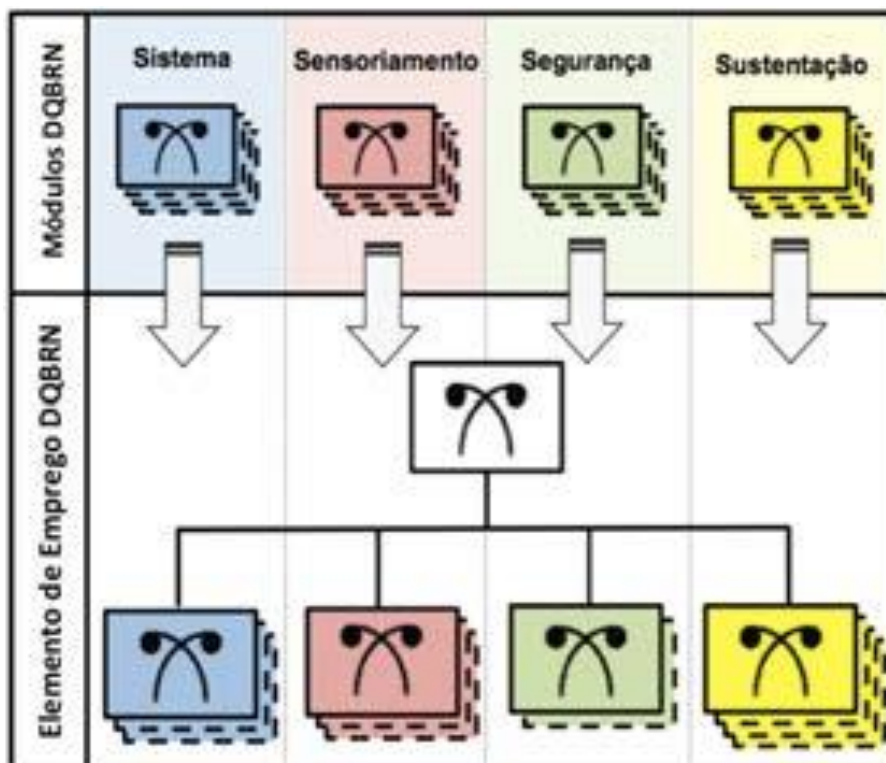 Módulos DQBRN
Sistema
Sensoriamento
Segurança
Sustentação
Elemento de Emprego DQBRN